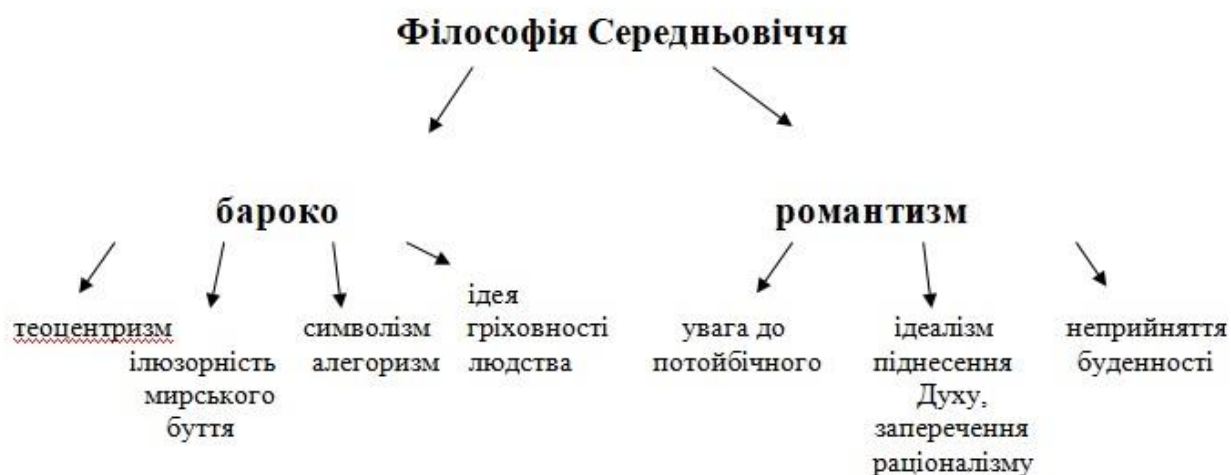 Філософія Середньовіччя
бароко
романтизм
теоцентризм
ілюзорність
мирського
буття
символізм
алегоризм
ідея
гріховності
людства
увага до
потойбічного
ідеалізм
піднесення
Духу,
заперечення
раціоналізму
неприйняття
буденності